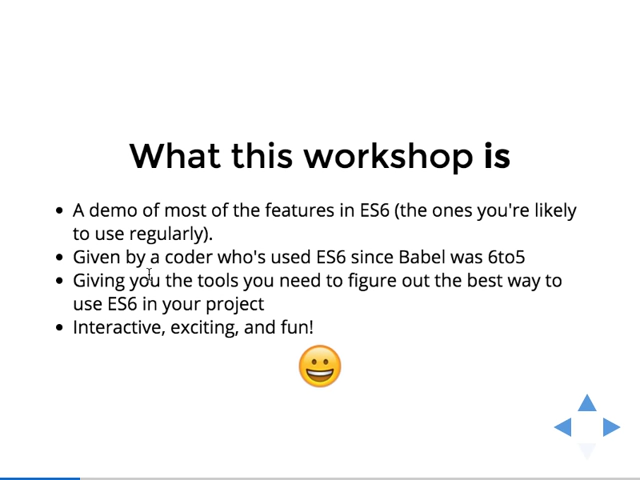 What this workshop is
• A demo of most of the features in ES6 (the ones you're likely
to use regularly).
• Given by a coder who's used ES6 since Babel was 6to5
• Giving you the tools you need to figure out the best way to
use ES6 in your project
• Interactive, exciting, and fun!